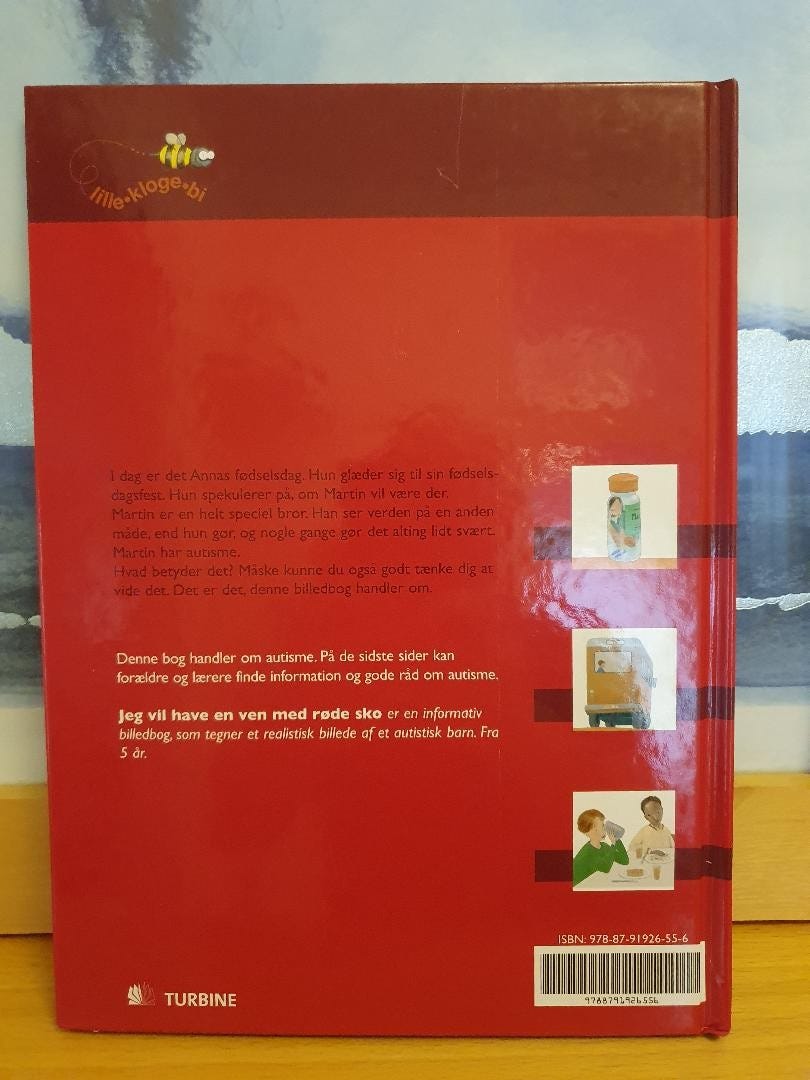 lille•kloge•bi
I dag er det Annas fødselsdag. Hun glæder sig til sin fødsels-
dagsfest. Hun spekulerer på, om Martin vil være der.
Martin er en helt speciel bror. Han ser verden på en anden
måde, end hun gør, og nogle gange gør det alting lidt svært.
Martin har autisme.
Hvad betyder det? Måske kunne du også godt tænke dig at
vide det. Det er det, denne billedbog handler om.
Denne bog handler om autisme. På de sidste sider kan
forældre og lærere finde information og gode råd om autisme.
Jeg vil have en ven med røde sko er en informativ
billedbog, som tegner et realistisk billede af et autistisk barn. Fra
5 år.
ISBN: 978-87-91926-55-6
9788791926556
TURBINE